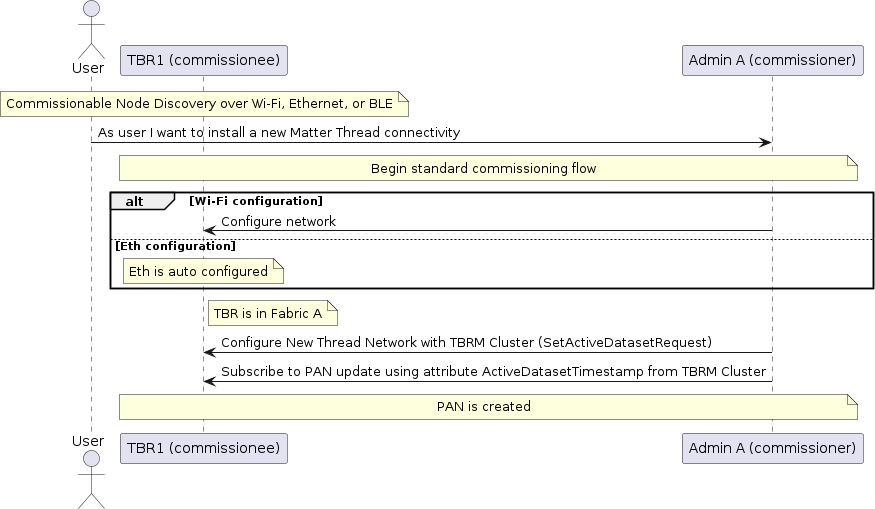 User
TBR1 (commissionee)
Admin A (commissioner)
Commissionable Node Discovery over Wi-Fi, Ethernet, or BLE
As user I want to install a new Matter Thread connectivity
Begin standard commissioning flow
alt
[Wi-Fi configuration]
Configure network
[Eth configuration]
Eth is auto configured
TBR is in Fabric A
Configure New Thread Network with TBRM Cluster (SetActiveDatasetRequest)
Subscribe to PAN update using attribute ActiveDatasetTimestamp from TBRM Cluster
PAN is created
User
TBR1 (commissionee)
Admin A (commissioner)